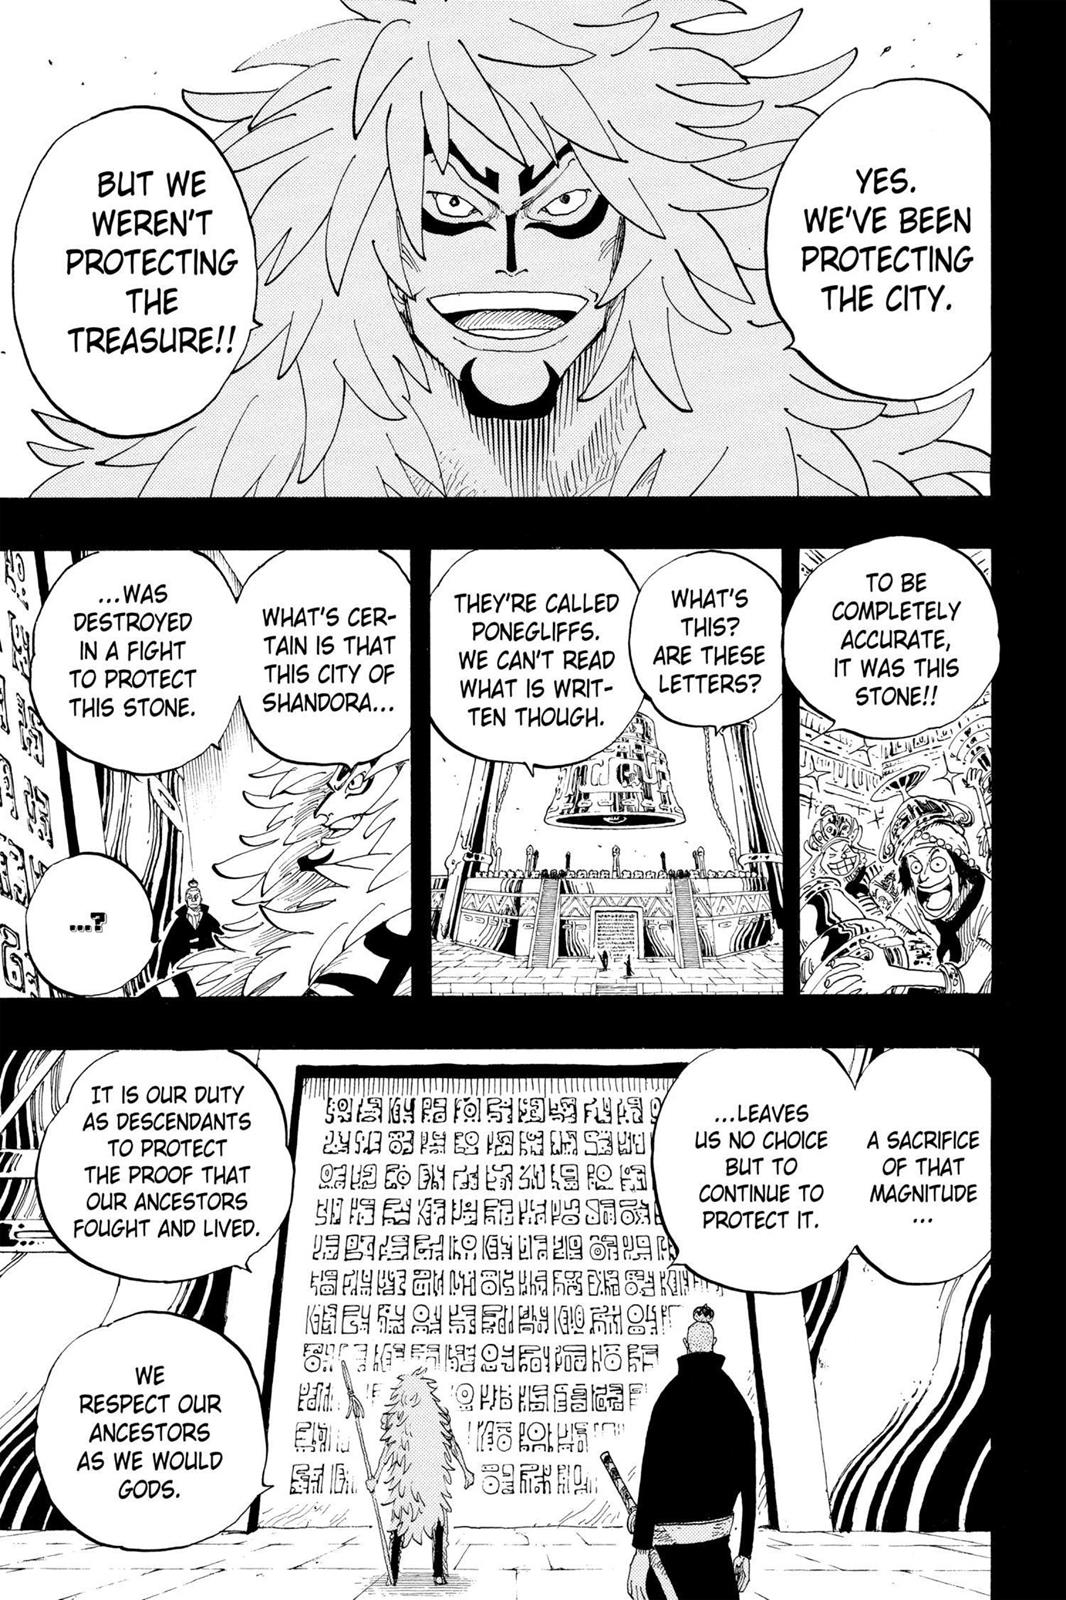 YES.
WE'VE BEEN
PROTECTING
THE CITY.
BUT WE
WEREN'T
PROTECTING
THE
TREASURE!!
TO BE
COMPLETELY
ACCURATE,
IT WAS THIS
STONE!!
WHAT'S
THIS?
ARE THESE
LETTERS?
THEY'RE CALLED
PONEGLIFFS.
WE CAN'T READ
WHAT IS WRIT-
TEN THOUGH.
WHAT'S CER-
TAIN IS THAT
THIS CITY OF
SHANDORA...
...WAS
DESTROYED
IN A FIGHT
TO PROTECT
THIS STONE.
...?
A SACRIFICE
OF THAT
MAGNITUDE
...
...LEAVES
US NO CHOICE
BUT TO
CONTINUE TO
PROTECT IT.
IT IS OUR DUTY
AS DESCENDANTS
TO PROTECT
THE PROOF THAT
OUR ANCESTORS
FOUGHT AND LIVED.
WE
RESPECT OUR
ANCESTORS
AS WE WOULD
GODS.